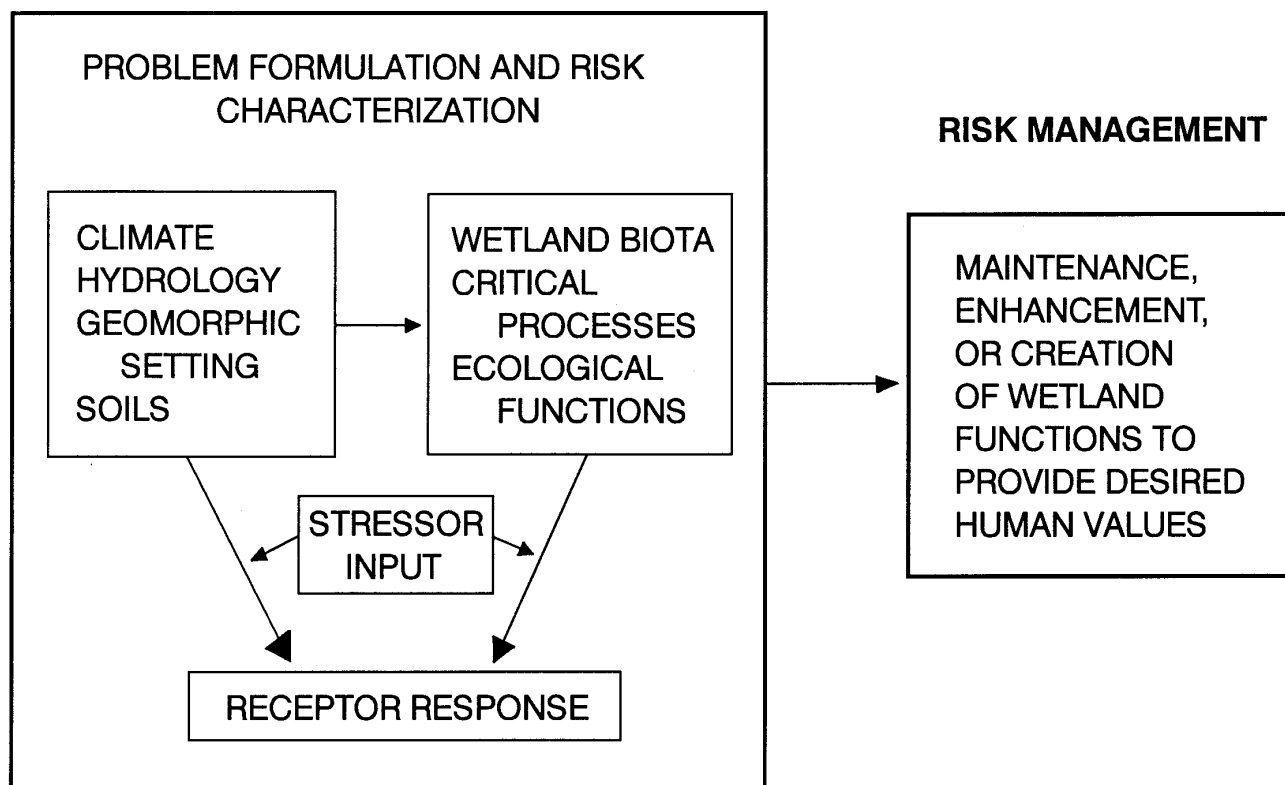 PROBLEM FORMULATION AND RISK
CHARACTERIZATION
CLIMATE
HYDROLOGY
GEOMORPHIC
SETTING
SOILS
WETLAND BIOTA
CRITICAL
PROCESSES
ECOLOGICAL
FUNCTIONS
STRESSOR
INPUT
RECEPTOR RESPONSE
RISK MANAGEMENT
MAINTENANCE,
ENHANCEMENT,
OR CREATION
OF WETLAND
FUNCTIONS TO
PROVIDE DESIRED
HUMAN VALUES